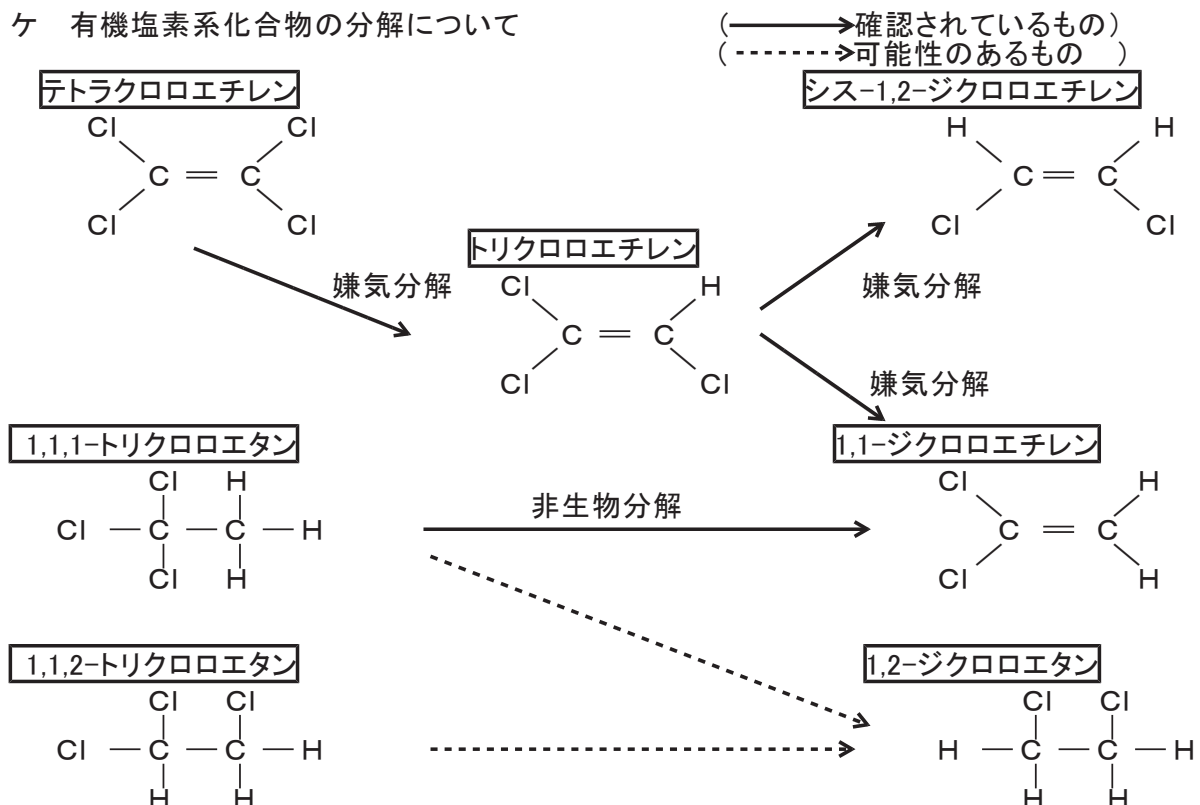 ケ　有機塩素系化合物の分解について
(→確認されているもの)
(→可能性のあるもの　)
テトラクロロエチレン
シス-1,2-ジクロロエチレン
Cl Cl
C = C
Cl Cl
H H
C = C
Cl Cl
嫌気分解
トリクロロエチレン
Cl H
C = C
Cl Cl
嫌気分解
嫌気分解
1,1,1-トリクロロエタン
Cl H
Cl — C — C — H
Cl H
非生物分解
1,1-ジクロロエチレン
Cl H
C = C
Cl H
1,1,2-トリクロロエタン
Cl Cl
Cl — C — C — H
H H
1,2-ジクロロエタン
Cl Cl
H — C — C — H
H H